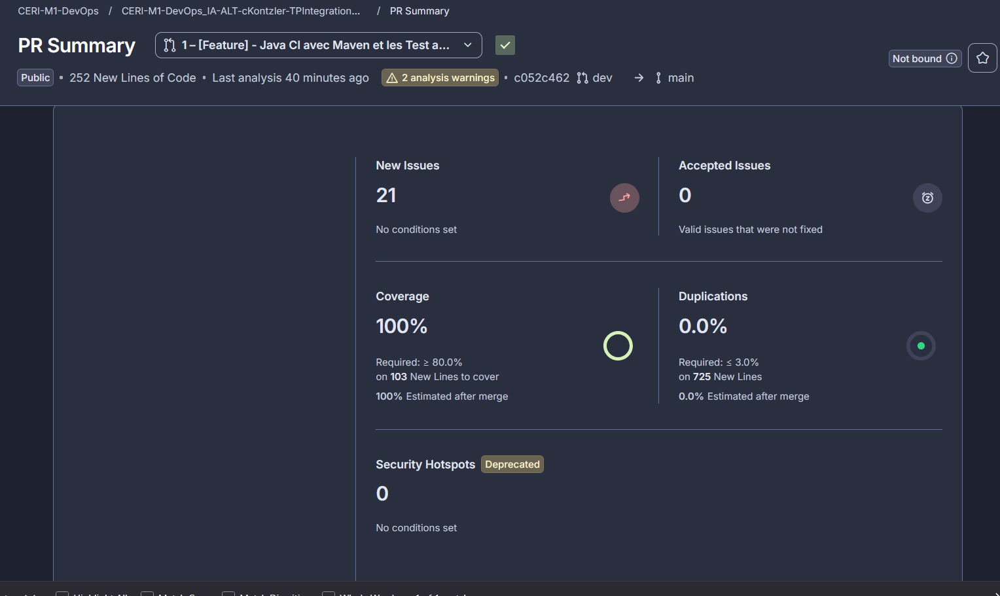 CERI-M1-DevOps / CERI-M1-DevOps_IA-ALT-cKontzler-TPIntegration... / PR Summary
PR Summary
1 – [Feature] - Java CI avec Maven et les Test a...
Not bound
Public
252 New Lines of Code
Last analysis 40 minutes ago
2 analysis warnings
c052c462
dev
main
New Issues
21
No conditions set
Accepted Issues
0
Valid issues that were not fixed
Coverage
100%
Required: ≥ 80.0%
on 103 New Lines to cover
100% Estimated after merge
Duplications
0.0%
Required: ≤ 3.0%
on 725 New Lines
0.0% Estimated after merge
Security Hotspots
Deprecated
0
No conditions set